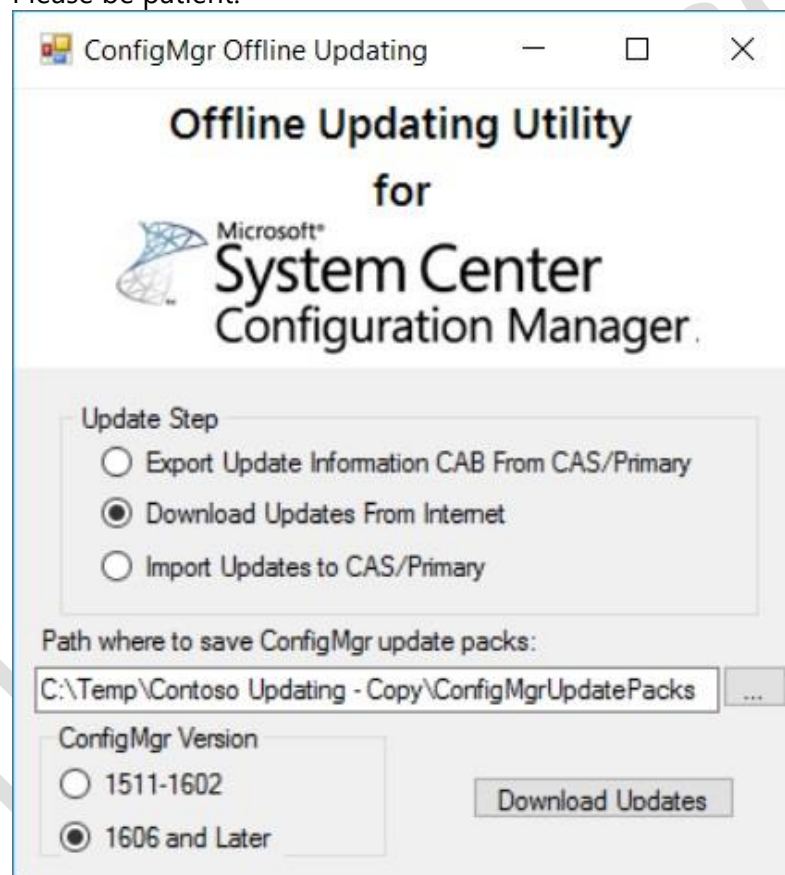 Please be patient.
ConfigMgr Offline Updating
Offline Updating Utility
for
Microsoft®
System Center
Configuration Manager.
Update Step
Export Update Information CAB From CAS/Primary
Download Updates From Internet
Import Updates to CAS/Primary
Path where to save ConfigMgr update packs:
C:\Temp\Contoso Updating - Copy\ConfigMgrUpdatePacks ...
ConfigMgr Version
1511-1602
Download Updates
1606 and Later